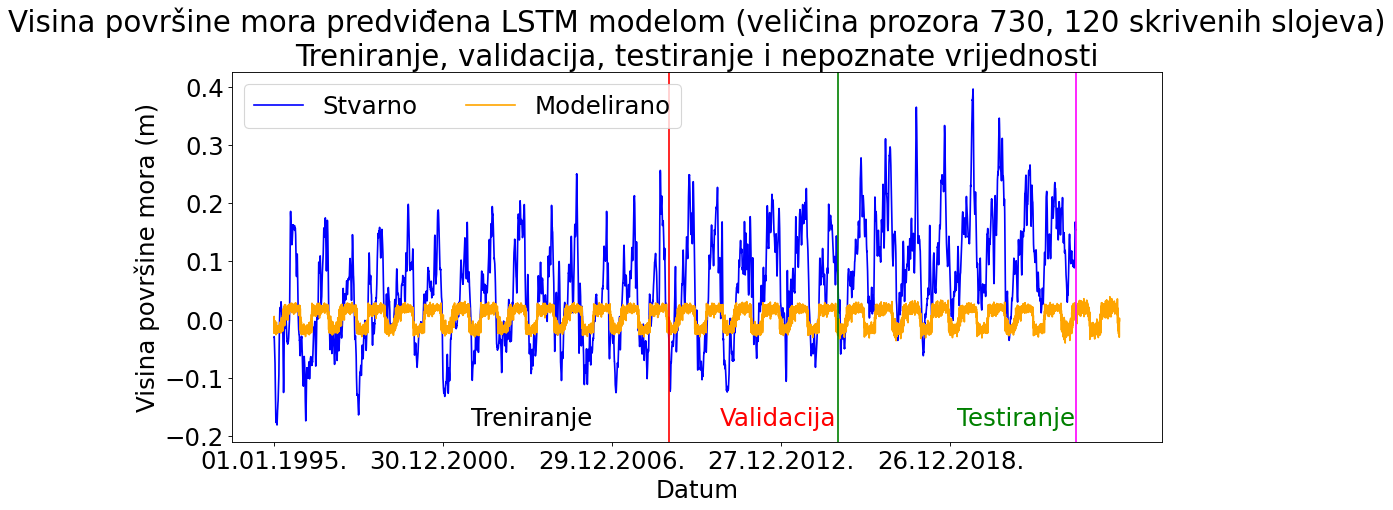 Visina površine mora predviđena LSTM modelom (veličina prozora 730, 120 skrivenih slojeva)
Treniranje, validacija, testiranje i nepoznate vrijednosti
Stvarno
Modelirano
Visina površine mora (m)
0.4
0.3
0.2
0.1
0.0
−0.1
−0.2
Treniranje
Validacija
Testiranje
01.01.1995.
30.12.2000.
29.12.2006.
27.12.2012.
26.12.2018.
Datum